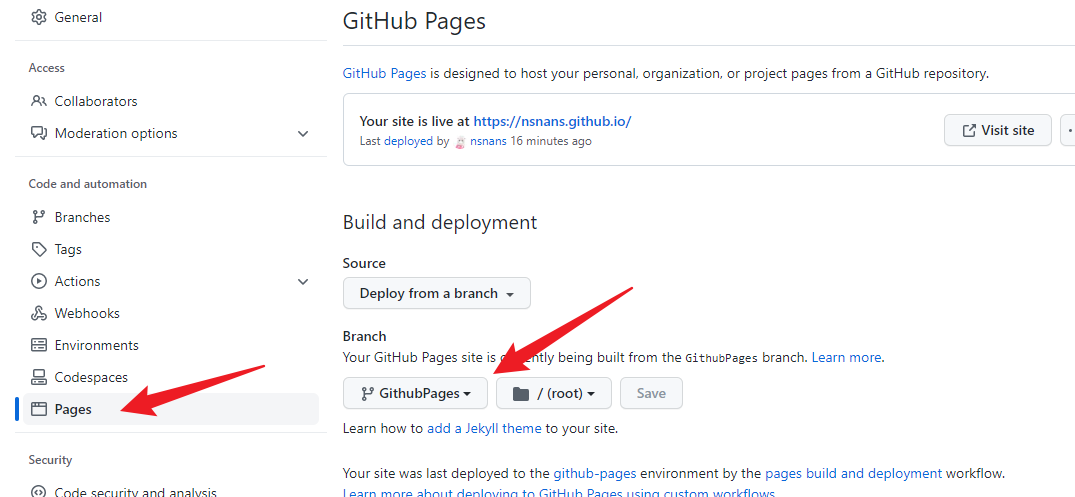 General
Access
Collaborators
Moderation options
Code and automation
Branches
Tags
Actions
Webhooks
Environments
Codespaces
Pages
Security
Code security and analysis
GitHub Pages
GitHub Pages is designed to host your personal, organization, or project pages from a GitHub repository.
Your site is live at https://nsnans.github.io/
Last deployed by nsnans 16 minutes ago
Visit site
Build and deployment
Source
Deploy from a branch
Branch
Your GitHub Pages site is currently being built from the GithubPages branch. Learn more.
GithubPages
/ (root)
Save
Learn how to add a Jekyll theme to your site.
Your site was last deployed to the github-pages environment by the pages build and deployment workflow.
Learn more about deploying to GitHub Pages using custom workflows